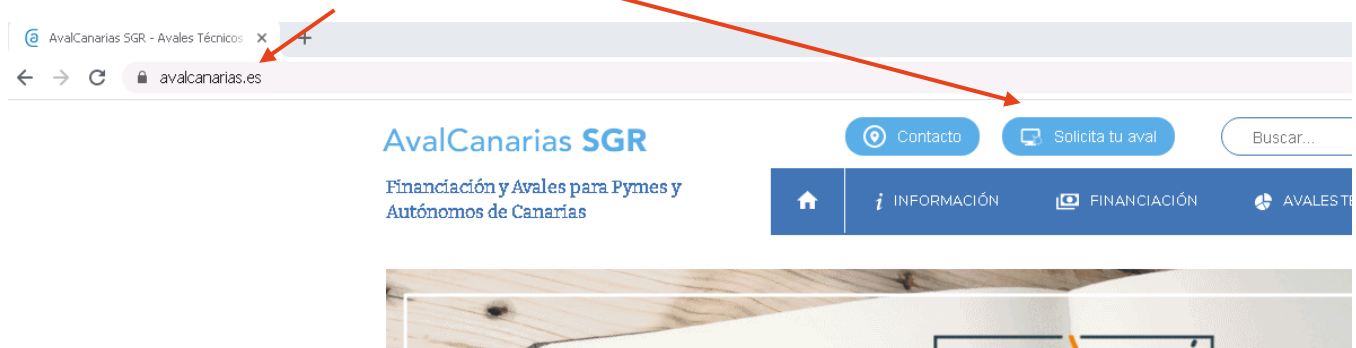 AvalCanarias SGR - Avales Técnicos
avalcanarias.es
AvalCanarias SGR
Contacto
Solicita tu aval
Buscar...
Financiación y Avales para Pymes y
Autónomos de Canarias
INFORMACIÓN
FINANCIACIÓN
AVALES TE